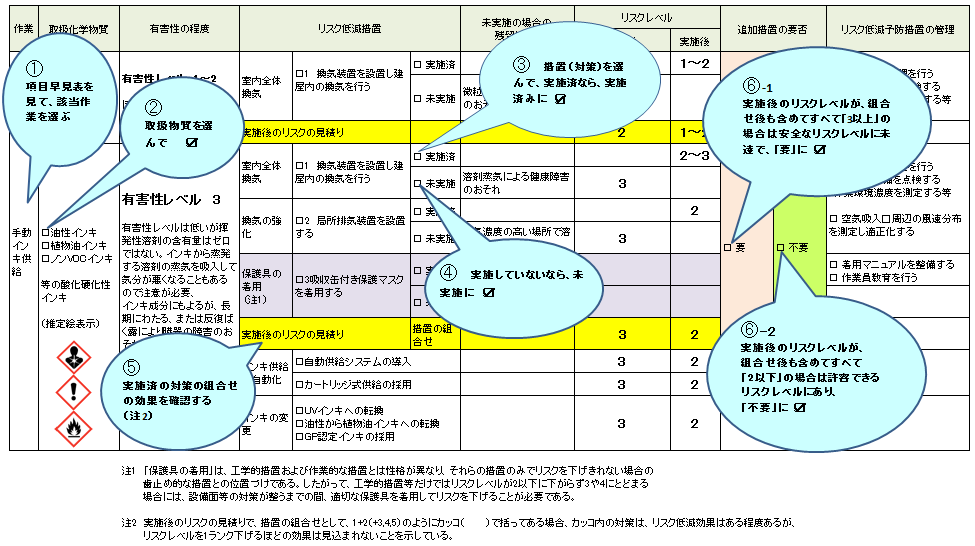 作業
取扱化学物質
有害性の程度
リスク低減措置
未実施の場合の
リスクレベル
実施後
追加措置の要否
リスク低減予防措置の管理
①
項目早見表を
見て、該当作
業を選ぶ
②
取扱物質を選
んで ☑
③ 措置(対策)を選
んで、実施済なら、実施
済みに ☑
⑥-1
実施後のリスクレベルが、組合
せ後も含めてすべて「3以上」の
場合は安全なリスクレベルに未
達で、「要」に ☑
室内全体
換気
□1 換気装置を設置し建
屋内の換気を行う
□ 実施済
□ 未実施
1～2
実施後のリスクの見積り
2
手動
インキ
供給
□油性インキ
□植物油インキ
□ノンVOCインキ
等の酸化硬化性
インキ
(推定絵表示)
有害性レベル 3
有害性レベルは低いが揮
発性溶剤の含有量はゼロ
ではない。インキから蒸発
する溶剤の蒸気を吸入して
気分が悪くなることもある
ので注意が必要。
インキ成分にもよるが、長
期にわたる、または反復ば
室内全体
換気
□1 換気装置を設置し建
屋内の換気を行う
□ 実施済
2～3
□ 未実施
溶剤蒸気による健康障害
のおそれ
3
換気の強
化
□2 局所排気装置を設置
する
2
□ 未実施
3
□ 要
□ 不要
を点検する
環境濃度を測定する等
□ 空気吸入口周辺の風速分布
を測定し適正化する
保護具の
着用
(注1)
□3吸収缶付き保護マスク
を着用する
□ 着用マニュアルを整備する
□ 作業員教育を行う
④ 実施していないなら、未
実施に ☑
実施後のリスクの見積り
措置の組
合せ
3
2
□自動供給システムの導入
3
2
□カートリッジ式供給の採用
3
2
インキの変
更
□UVインキへの転換
□油性から植物油インキへの転換
□GP認定インキの採用
3
2
⑤
実施済の対策の組合せ
の効果を確認する
(注2)
⑥-2
実施後のリスクレベルが、
組合せ後も含めてすべて
「2以下」の場合は許容できる
リスクレベルにあり、
「不要」に ☑
注1 「保護具の着用」は、工学的措置および作業的な措置とは性格が異なり、それらの措置のみでリスクを下げきれない場合の
歯止め的な措置との位置づけである。したがって、工学的措置等だけではリスクレベルが2以下に下がらず3や4にとどまる
場合には、設備面等の対策が整うまでの間、適切な保護具を着用してリスクを下げることが必要である。
注2 実施後のリスクの見積りで、措置の組合せとして、1+2(+3,4,5)のようにカッコ( )で括ってある場合、カッコ内の対策は、リスク低減効果はある程度あるが、
リスクレベルを1ランク下げるほどの効果は見込まれないことを示している。